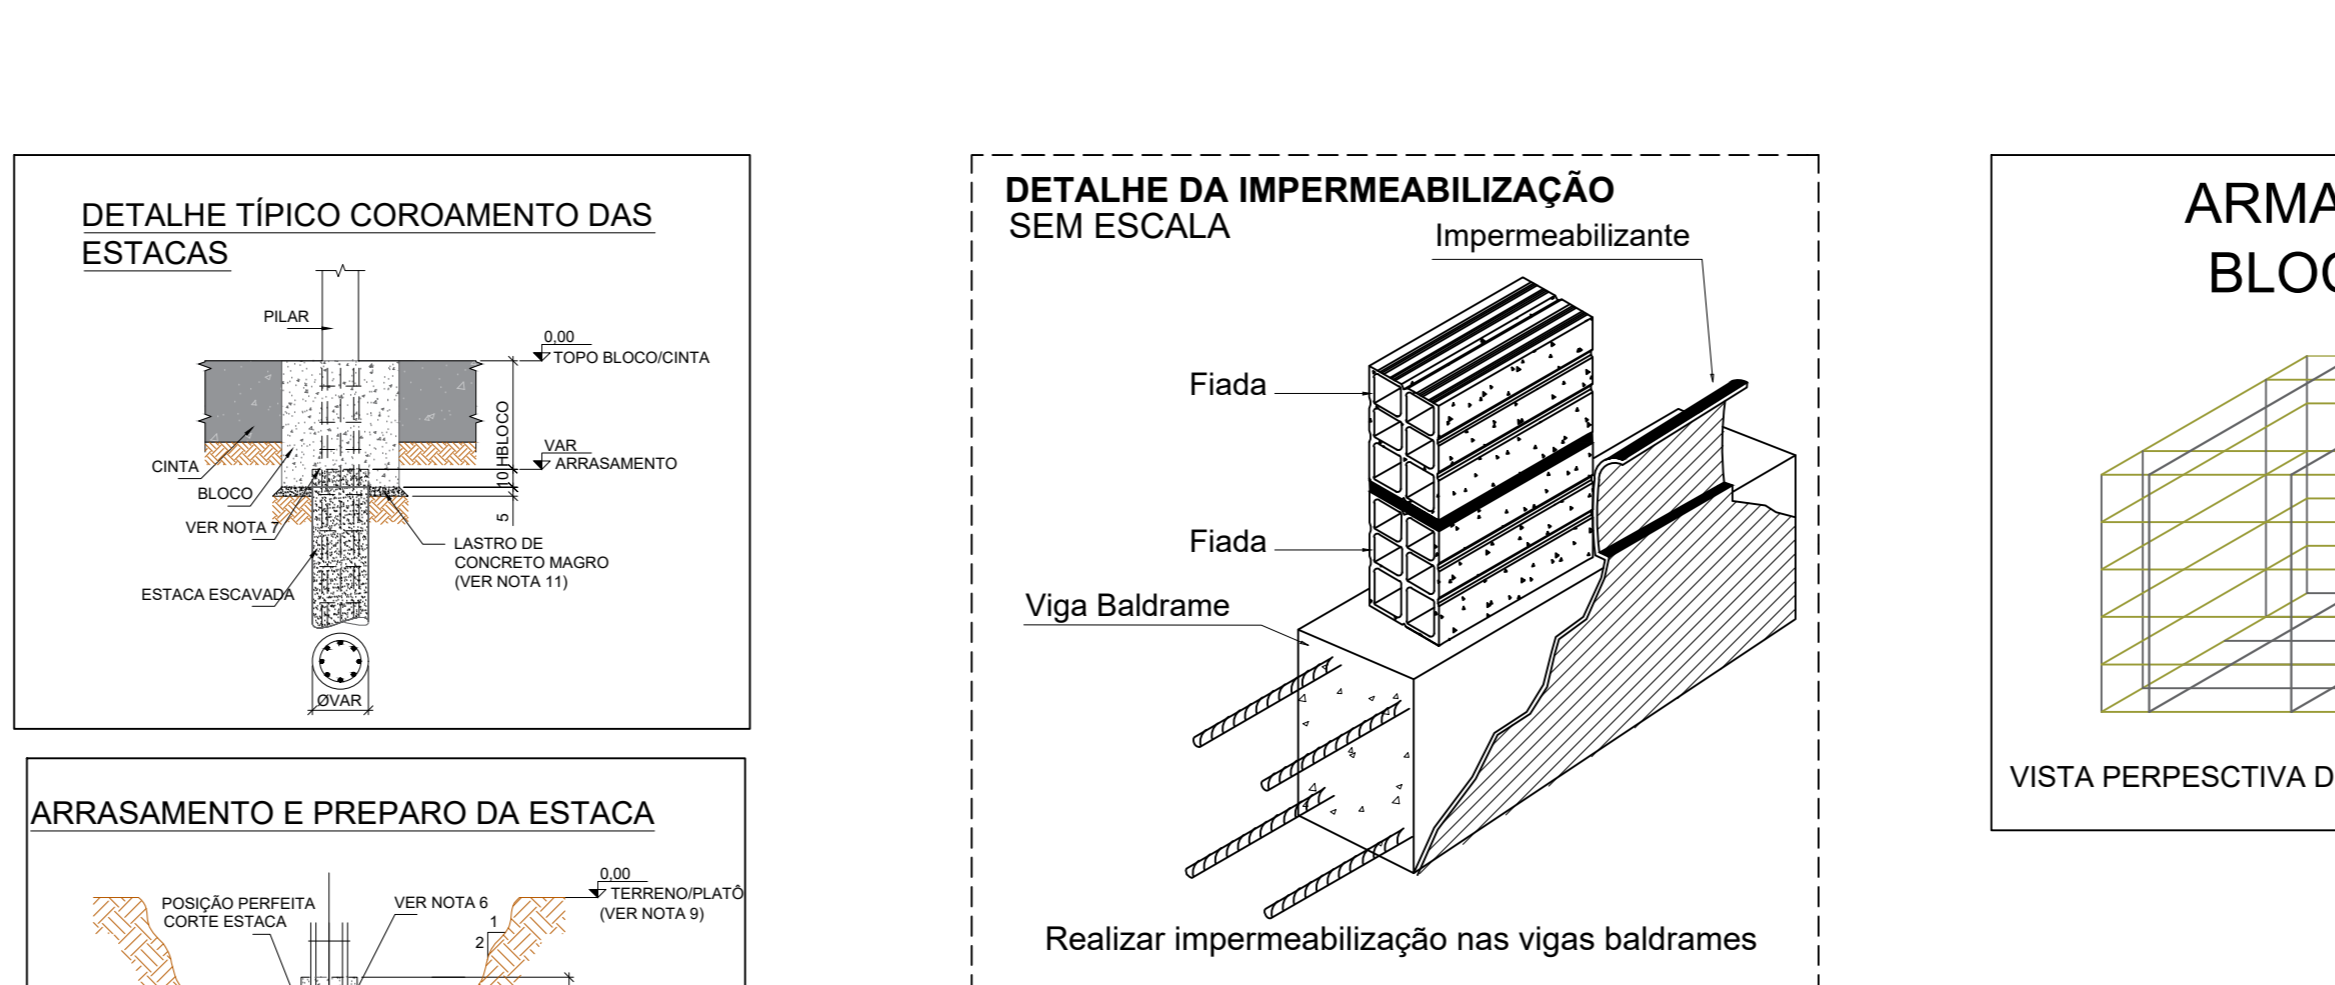 DETALHE TÍPICO COROAMENTO DAS
ESTACAS
PILAR
0,00
TOPO BLOCO/CINTA
HBLOCO
VAR
ARRASAMENTO
10
5
CINTA
BLOCO
VER NOTA 7
LASTRO DE
CONCRETO MAGRO
(VER NOTA 11)
ESTACA ESCAVADA
ØVAR
ARRASAMENTO E PREPARO DA ESTACA
POSIÇÃO PERFEITA
CORTE ESTACA
VER NOTA 6
1
2
0,00
TERRENO/PLATÔ
(VER NOTA 9)
DETALHE DA IMPERMEABILIZAÇÃO
SEM ESCALA
Impermeabilizante
Fiada
Fiada
Viga Baldrame
Realizar impermeabilização nas vigas baldrames
ARMA
BLO
VISTA PERPESCTIVA D